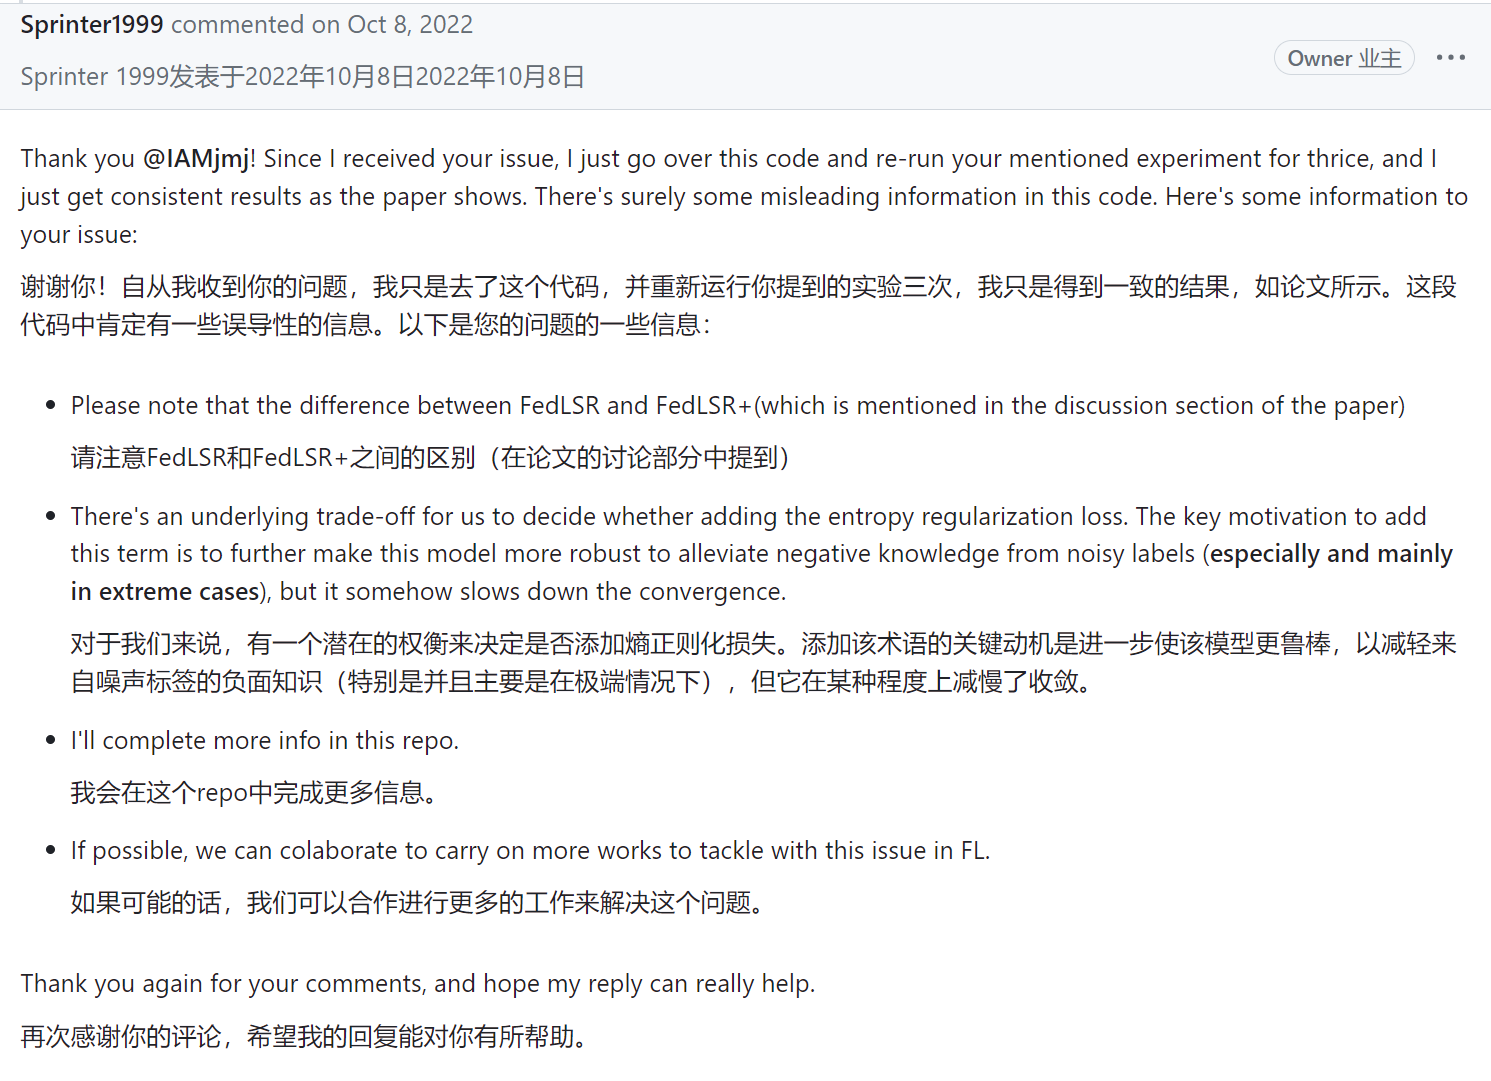 Sprinter1999 commented on Oct 8, 2022
Sprinter 1999发表于2022年10月8日2022年10月8日
Owner 业主
Thank you @IAMjmj! Since I received your issue, I just go over this code and re-run your mentioned experiment for thrice, and I
just get consistent results as the paper shows. There's surely some misleading information in this code. Here's some information to
your issue:
谢谢你！自从我收到你的问题，我只是去了这个代码，并重新运行你提到的实验三次，我只是得到一致的结果，如论文所示。这段
代码中肯定有一些误导性的信息。以下是您的问题的一些信息：
Please note that the difference between FedLSR and FedLSR+(which is mentioned in the discussion section of the paper)
请注意FedLSR和FedLSR+之间的区别（在论文的讨论部分中提到）
There's an underlying trade-off for us to decide whether adding the entropy regularization loss. The key motivation to add
this term is to further make this model more robust to alleviate negative knowledge from noisy labels (especially and mainly
in extreme cases), but it somehow slows down the convergence.
对于我们来说，有一个潜在的权衡来决定是否添加熵正则化损失。添加该术语的关键动机是进一步使该模型更鲁棒，以减轻来
自噪声标签的负面知识（特别是并且主要是在极端情况下），但它在某种程度上减慢了收敛。
I'll complete more info in this repo.
我会在这个repo中完成更多信息。
If possible, we can colaborate to carry on more works to tackle with this issue in FL.
如果可能的话，我们可以合作进行更多的工作来解决这个问题。
Thank you again for your comments, and hope my reply can really help.
再次感谢你的评论，希望我的回复能对你有所帮助。